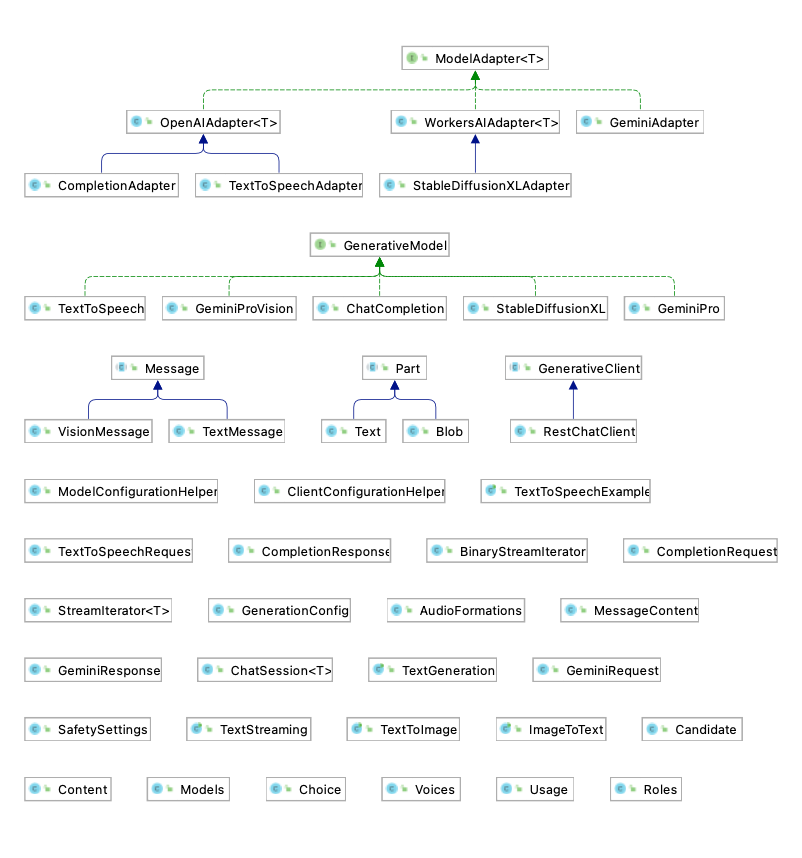 ModelAdapter<T>
OpenAIAdapter<T> WorkersAIAdapter<T> GeminiAdapter
CompletionAdapter TextToSpeechAdapter StableDiffusionXLAdapter
GenerativeModel
TextToSpeech GeminiProVision ChatCompletion StableDiffusionXL GeminiPro
Message Part GenerativeClient
VisionMessage TextMessage Text Blob RestChatClient
ModelConfigurationHelper ClientConfigurationHelper TextToSpeechExample
TextToSpeechRequest CompletionResponse BinaryStreamIterator CompletionRequest
StreamIterator<T> GenerationConfig AudioFormations MessageContent
GeminiResponse ChatSession<T> TextGeneration GeminiRequest
SafetySettings TextStreaming TextToImage ImageToText Candidate
Content Models Choice Voices Usage Roles